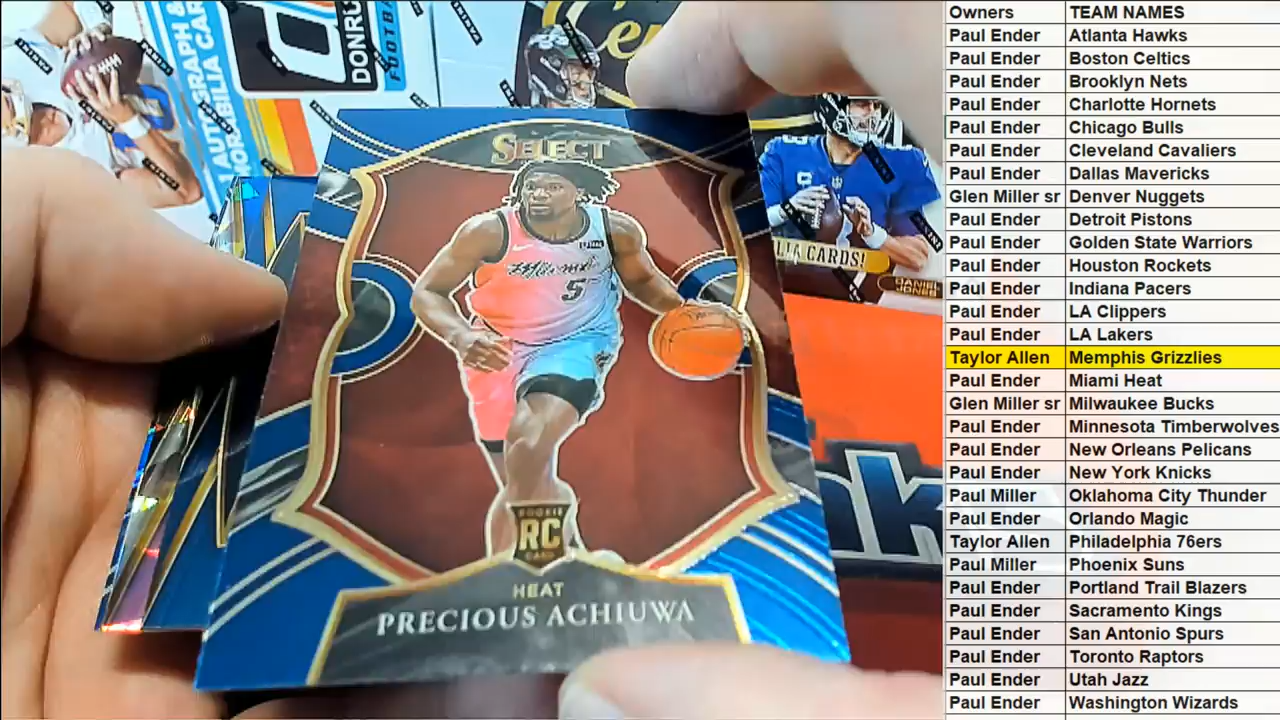 AUTOGRAPH &
MORABILIA CAR
DONRU
FOOTBA
LIA CARDS!
DANIEL
JONES
SELECT
Miami
5
ROOKIE
RC
CARD
HEAT
PRECIOUS ACHIUWA
Owners TEAM NAMES
Paul Ender Atlanta Hawks
Paul Ender Boston Celtics
Paul Ender Brooklyn Nets
Paul Ender Charlotte Hornets
Paul Ender Chicago Bulls
Paul Ender Cleveland Cavaliers
Paul Ender Dallas Mavericks
Glen Miller sr Denver Nuggets
Paul Ender Detroit Pistons
Paul Ender Golden State Warriors
Paul Ender Houston Rockets
Paul Ender Indiana Pacers
Paul Ender LA Clippers
Paul Ender LA Lakers
Taylor Allen Memphis Grizzlies
Paul Ender Miami Heat
Glen Miller sr Milwaukee Bucks
Paul Ender Minnesota Timberwolves
Paul Ender New Orleans Pelicans
Paul Ender New York Knicks
Paul Miller Oklahoma City Thunder
Paul Ender Orlando Magic
Taylor Allen Philadelphia 76ers
Paul Miller Phoenix Suns
Paul Ender Portland Trail Blazers
Paul Ender Sacramento Kings
Paul Ender San Antonio Spurs
Paul Ender Toronto Raptors
Paul Ender Utah Jazz
Paul Ender Washington Wizards